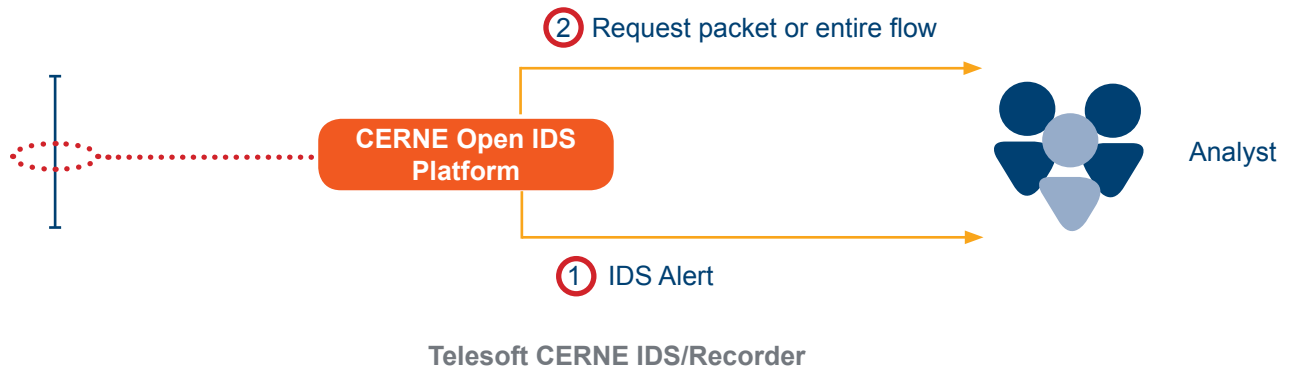 2 Request packet or entire flow
CERNE Open IDS
Platform
Analyst
1 IDS Alert
Telesoft CERNE IDS/Recorder